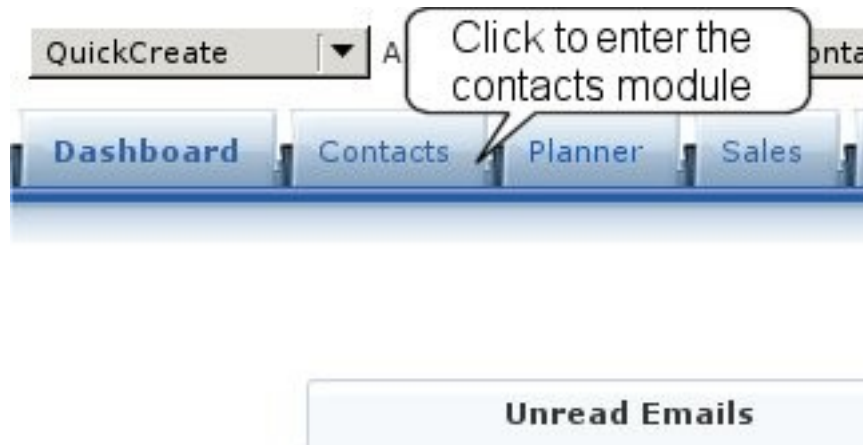 QuickCreate
Click to enter the
contacts module
Dashboard Contacts Planner Sales
Unread Emails